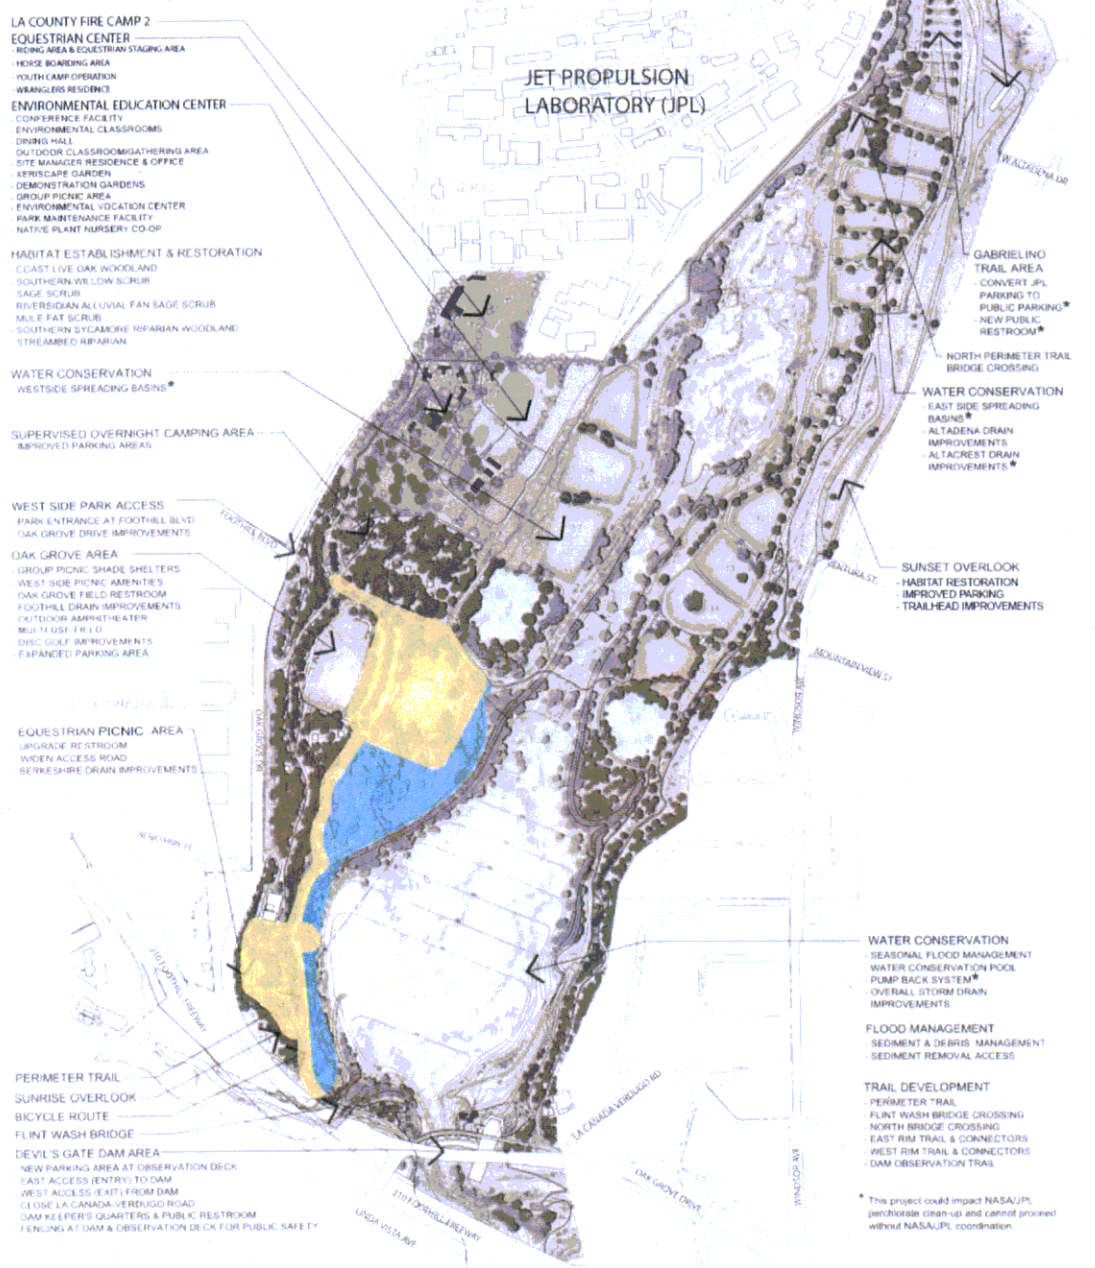 LA COUNTY FIRE CAMP 2
EQUESTRIAN CENTER
- RIDING AREA & EQUESTRIAN STAGING AREA
- HORSE BOARDING AREA
- YOUTH CAMP OPERATION
- WRANGLERS RESIDENCE
ENVIRONMENTAL EDUCATION CENTER
- CONFERENCE FACILITY
- ENVIRONMENTAL CLASSROOMS
- DINING HALL
- OUTDOOR CLASSROOM/GATHERING AREA
- SITE MANAGER RESIDENCE & OFFICE
- XERISCAPE GARDEN
- DEMONSTRATION GARDENS
- GROUP PICNIC AREA
- ENVIRONMENTAL VOCATION CENTER
- PARK MAINTENANCE FACILITY
- NATIVE PLANT NURSERY CO-OP
HABITAT ESTABLISHMENT & RESTORATION
- COAST LIVE OAK WOODLAND
- SOUTHERN WILLOW SCRUB
SAGE SCRUB
RIVERSIDIAN ALLUVIAL FAN SAGE SCRUB
MULE FAT SCRUB
- SOUTHERN SYCAMORE RIPARIAN WOODLAND
STREAMBED RIPARIAN
WATER CONSERVATION
WESTSIDE SPREADING BASINS*
SUPERVISED OVERNIGHT CAMPING AREA
IMPROVED PARKING AREAS
WEST SIDE PARK ACCESS
- PARK ENTRANCE AT FOOTHILL BLVD
OAK GROVE DRIVE IMPROVEMENTS
OAK GROVE AREA
- GROUP PICNIC SHADE SHELTERS
- WEST SIDE PICNIC AMENITIES
OAK GROVE FIELD RESTROOM
FOOTHILL DRAIN IMPROVEMENTS
OUTDOOR AMPHITHEATER
MULTI USE FIELD
DISC GOLF IMPROVEMENTS
- EXPANDED PARKING AREA
EQUESTRIAN PICNIC AREA
UPGRADE RESTROOM
WIDEN ACCESS ROAD
BERKESHIRE DRAIN IMPROVEMENTS
PERIMETER TRAIL
SUNRISE OVERLOOK
BICYCLE ROUTE
FLINT WASH BRIDGE
DEVIL'S GATE DAM AREA
NEW PARKING AREA AT OBSERVATION DECK
EAST ACCESS (ENTRY) TO DAM
WEST ACCESS (EXIT) FROM DAM
CLOSE LA CANADA-VERDUGO ROAD
DAM KEEPER'S QUARTERS & PUBLIC RESTROOM
FENCING AT DAM & OBSERVATION DECK FOR PUBLIC SAFETY
JET PROPULSION
LABORATORY (JPL)
W ALTADENA DR
GABRIELINO
TRAIL AREA
- CONVERT JPL
PARKING TO
PUBLIC PARKING*
- NEW PUBLIC
RESTROOM*
NORTH PERIMETER TRAIL
BRIDGE CROSSING
WATER CONSERVATION
- EAST SIDE SPREADING
BASINS*
- ALTADENA DRAIN
IMPROVEMENTS
- ALTACREST DRAIN
IMPROVEMENTS*
SUNSET OVERLOOK
- HABITAT RESTORATION
- IMPROVED PARKING
- TRAILHEAD IMPROVEMENTS
FOOTHILL BLVD
VENTURA ST.
MOUNTAIN VIEW ST
OAK GROVE DR
BERKSHIRE PL
210 FOOTHILL FREEWAY
WATER CONSERVATION
- SEASONAL FLOOD MANAGEMENT
WATER CONSERVATION POOL
- PUMP BACK SYSTEM*
- OVERALL STORM DRAIN
IMPROVEMENTS
FLOOD MANAGEMENT
- SEDIMENT & DEBRIS MANAGEMENT
- SEDIMENT REMOVAL ACCESS
TRAIL DEVELOPMENT
- PERIMETER TRAIL
- FLINT WASH BRIDGE CROSSING
- NORTH BRIDGE CROSSING
- EAST RIM TRAIL & CONNECTORS
- WEST RIM TRAIL & CONNECTORS
- DAM OBSERVATION TRAIL
LA CANADA VERDUGO RD
OAK GROVE DRIVE
WINDSOR AVE
210 FOOTHILL FREEWAY
LINDA VISTA AVE
* This project could impact NASA/JPL
perchlorate clean-up and cannot proceed
without NASA/JPL coordination.